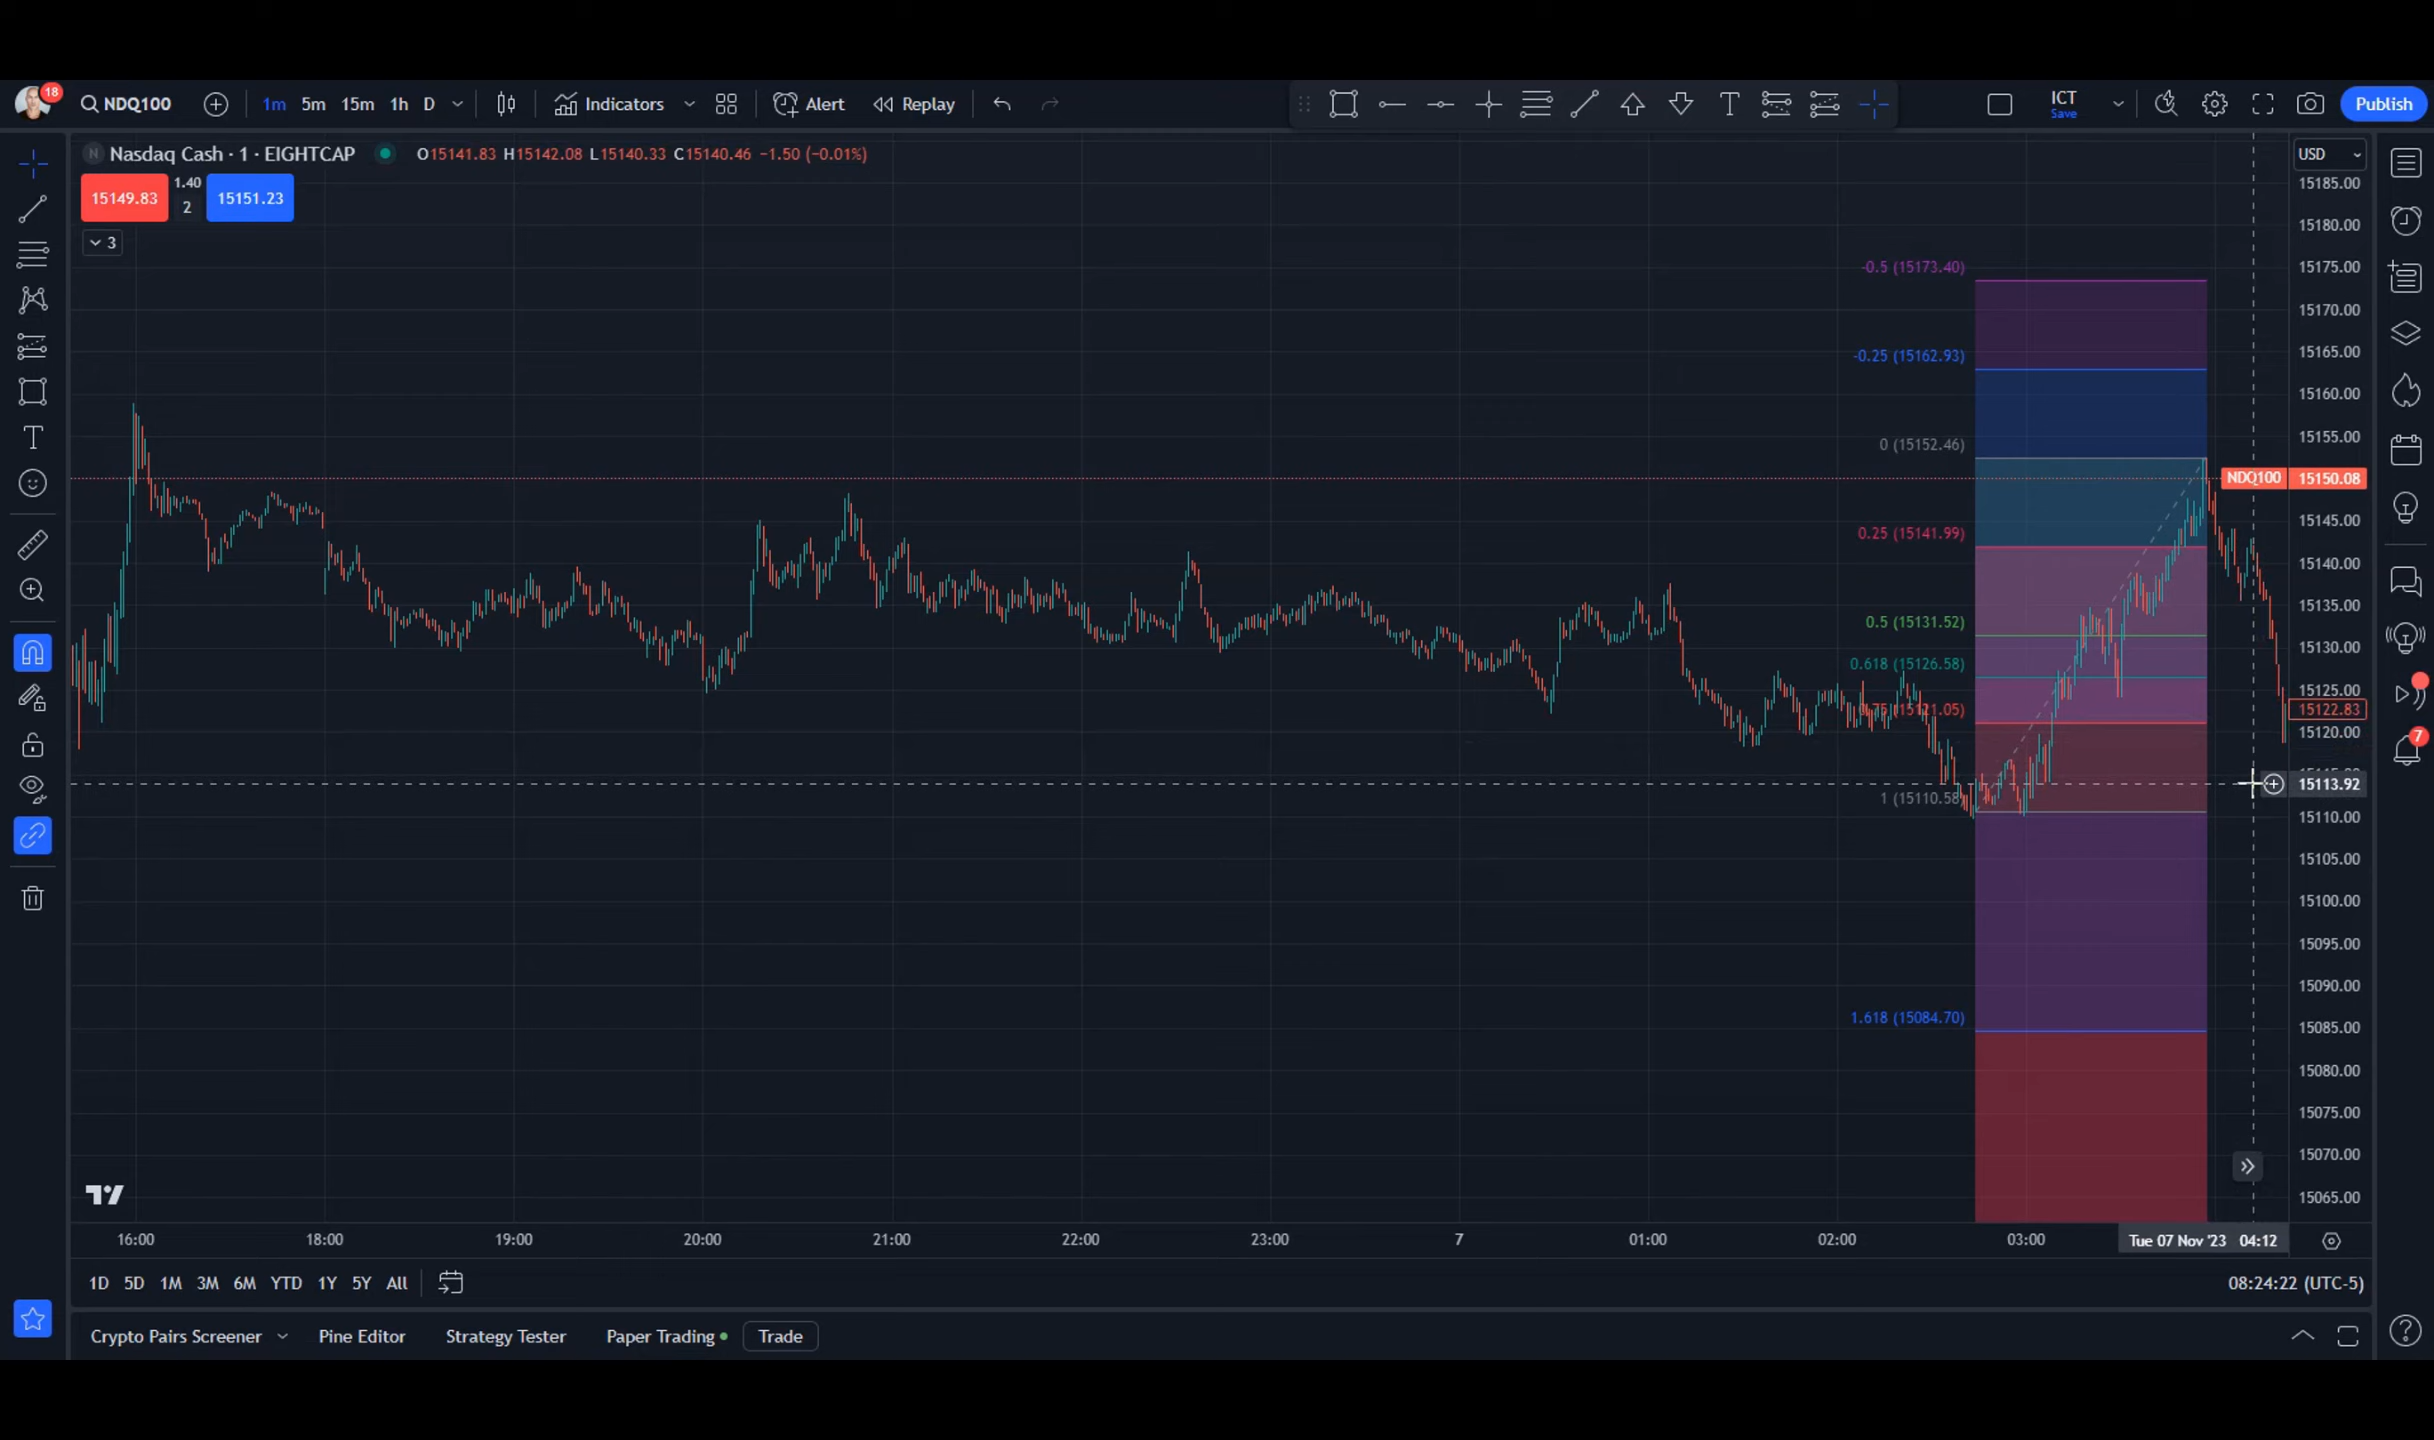 18 NDQ100 1m 5m 15m 1h D Indicators Alert Replay ICT Save Publish
N Nasdaq Cash · 1 · EIGHTCAP O15141.83 H15142.08 L15140.33 C15140.46 −1.50 (−0.01%) USD
15149.83 1.40 2 15151.23
3
15185.00
15180.00
-0.5 (15173.40) 15175.00
15170.00
-0.25 (15162.93) 15165.00
15160.00
0 (15152.46) 15155.00
NDQ100 15150.08
0.25 (15141.99) 15145.00
15140.00
15135.00
0.5 (15131.52)
15130.00
0.618 (15126.58)
15125.00
0.75 (15121.05) 15122.83
15120.00
15113.92
1 (15110.58)
15110.00
15105.00
15100.00
15095.00
15090.00
1.618 (15084.70) 15085.00
15080.00
15075.00
15070.00
15065.00
16:00 18:00 19:00 20:00 21:00 22:00 23:00 7 01:00 02:00 03:00 Tue 07 Nov '23 04:12
1D 5D 1M 3M 6M YTD 1Y 5Y All 08:24:22 (UTC-5)
Crypto Pairs Screener Pine Editor Strategy Tester Paper Trading Trade
7